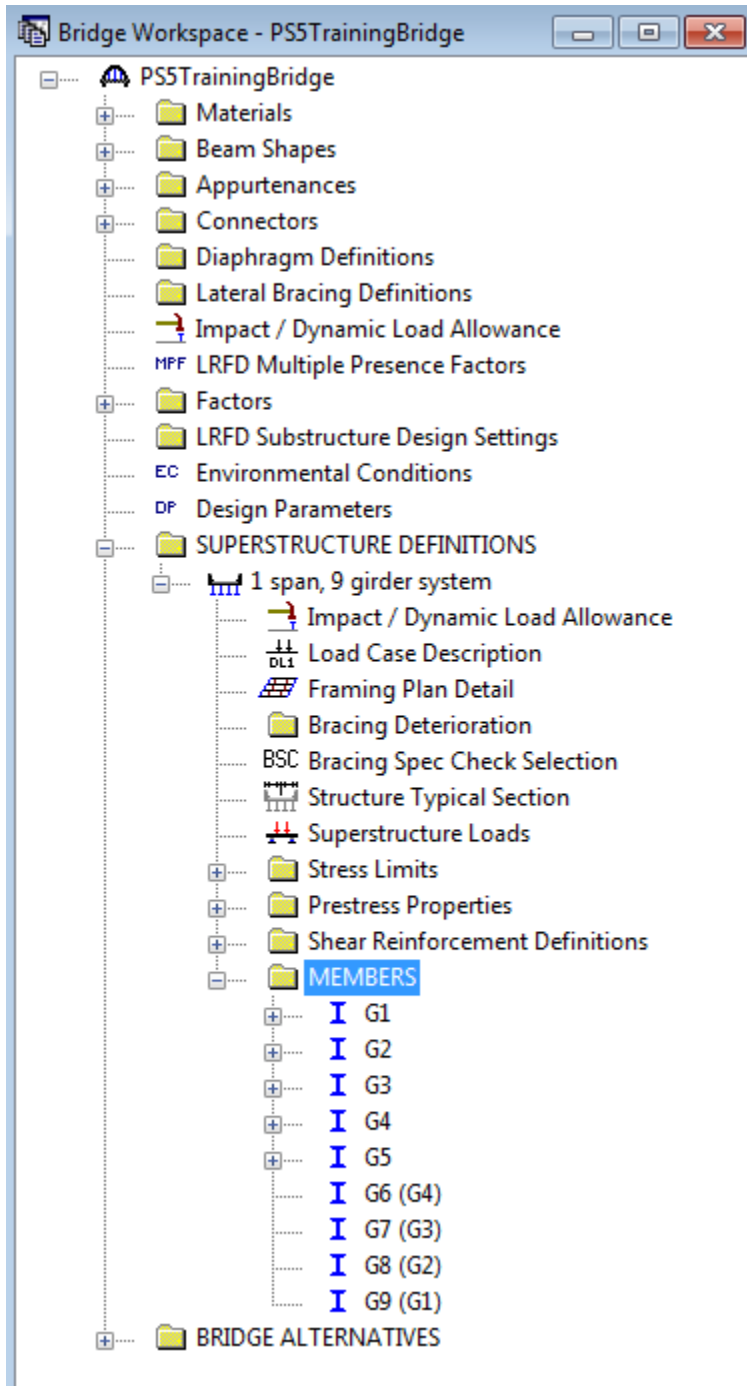 Bridge Workspace - PS5TrainingBridge
PS5TrainingBridge
Materials
Beam Shapes
Appurtenances
Connectors
Diaphragm Definitions
Lateral Bracing Definitions
Impact / Dynamic Load Allowance
MPF LRFD Multiple Presence Factors
Factors
LRFD Substructure Design Settings
EC Environmental Conditions
DP Design Parameters
SUPERSTRUCTURE DEFINITIONS
1 span, 9 girder system
Impact / Dynamic Load Allowance
DL1 Load Case Description
Framing Plan Detail
Bracing Deterioration
BSC Bracing Spec Check Selection
Structure Typical Section
Superstructure Loads
Stress Limits
Prestress Properties
Shear Reinforcement Definitions
MEMBERS
G1
G2
G3
G4
G5
G6 (G4)
G7 (G3)
G8 (G2)
G9 (G1)
BRIDGE ALTERNATIVES